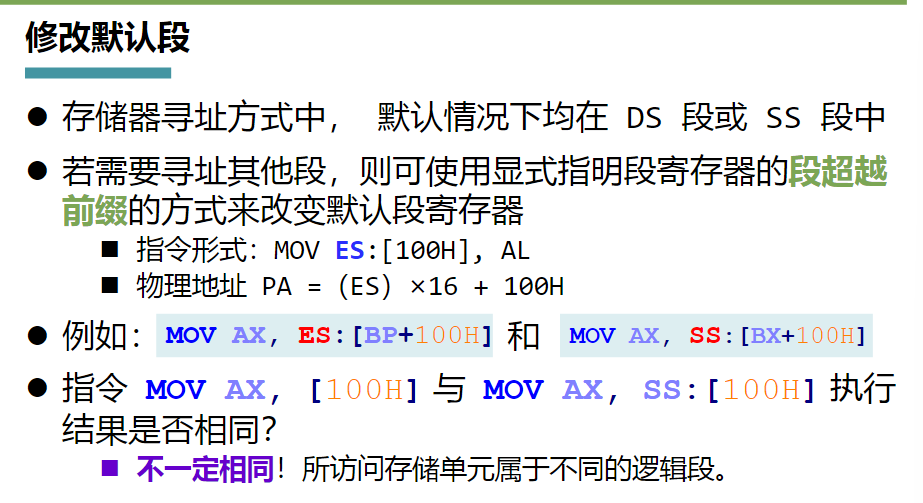 修改默认段
● 存储器寻址方式中， 默认情况下均在 DS 段或 SS 段中
● 若需要寻址其他段，则可使用显式指明段寄存器的段超越
前缀的方式来改变默认段寄存器
■ 指令形式：MOV ES:[100H], AL
■ 物理地址 PA = （ES）×16 + 100H
● 例如：MOV AX, ES:[BP+100H] 和 MOV AX, SS:[BX+100H]
● 指令 MOV AX, [100H] 与 MOV AX, SS:[100H] 执行
结果是否相同？
■ 不一定相同！所访问存储单元属于不同的逻辑段。